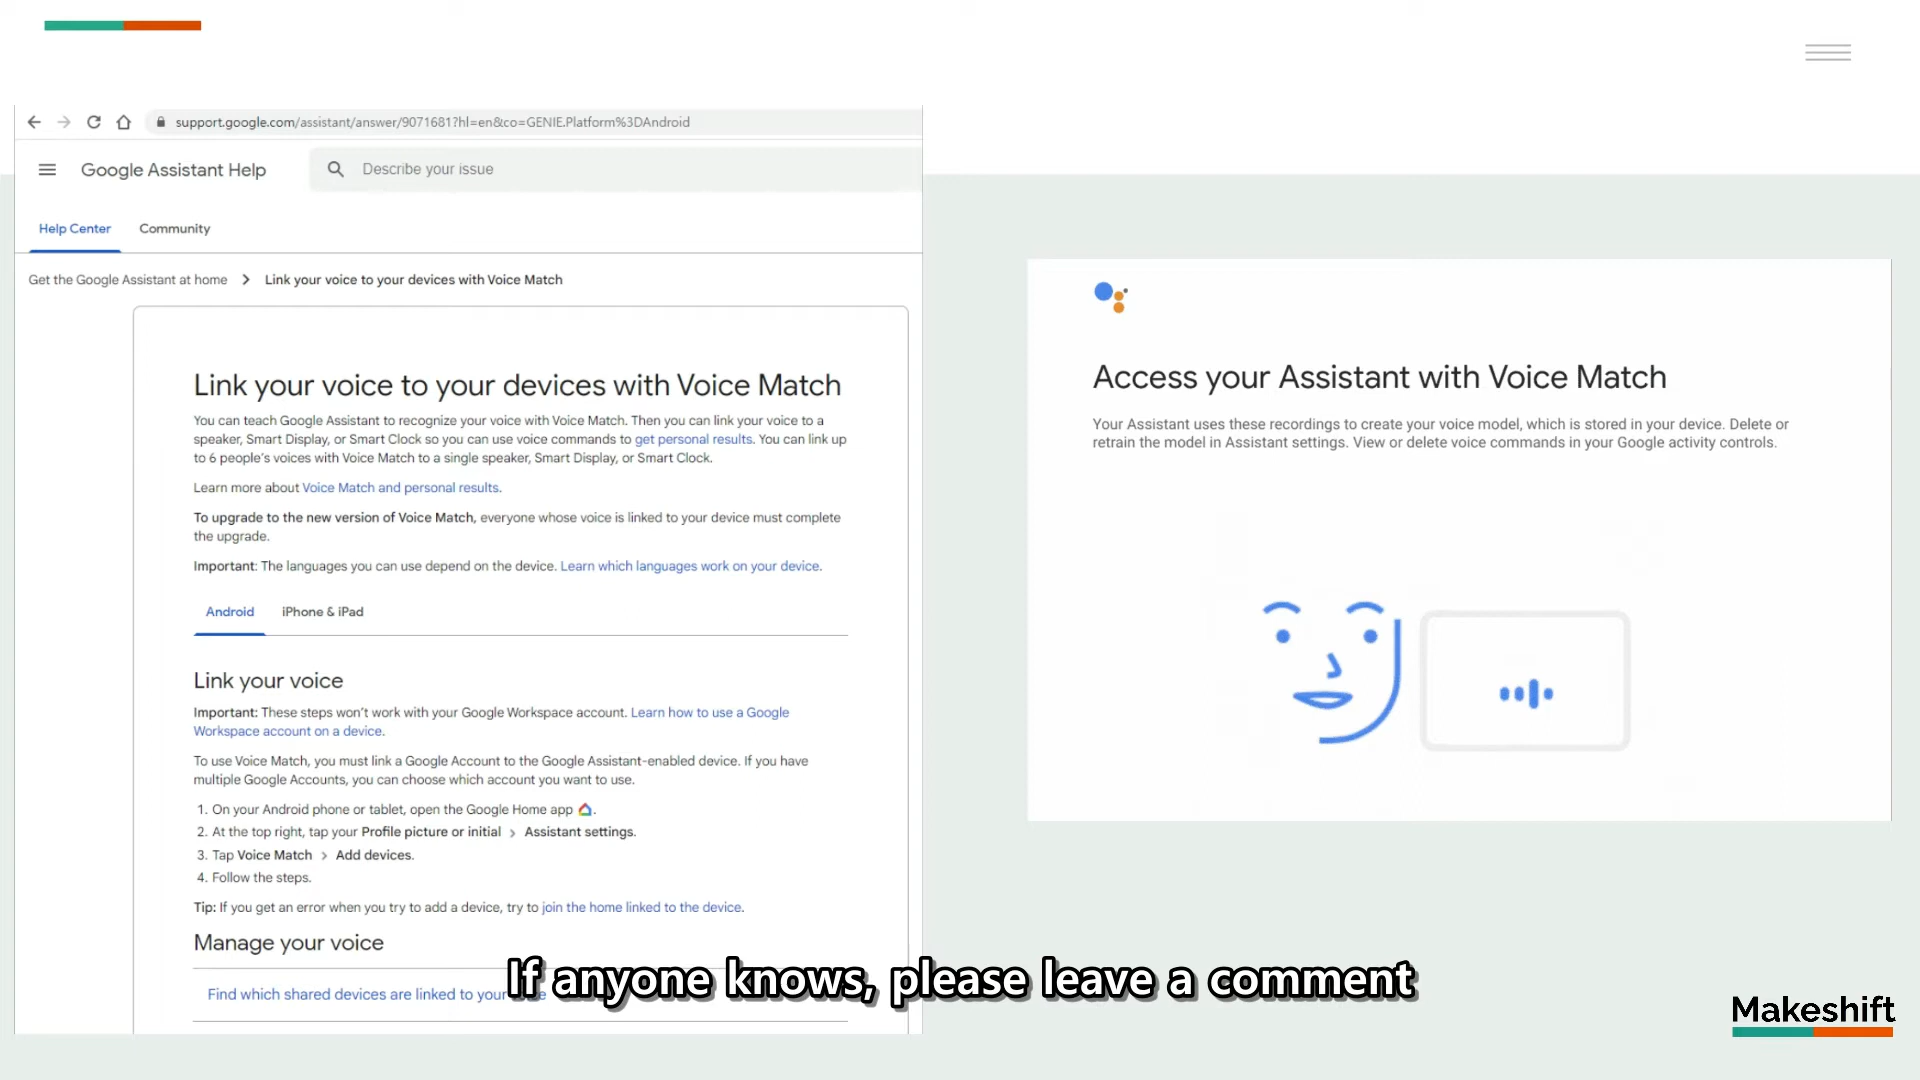 support.google.com/assistant/answer/9071681?hl=en&co=GENIE.Platform%3DAndroid
Google Assistant Help
Describe your issue
Help Center
Community
Get the Google Assistant at home
Link your voice to your devices with Voice Match
Link your voice to your devices with Voice Match
You can teach Google Assistant to recognize your voice with Voice Match. Then you can link your voice to a
speaker, Smart Display, or Smart Clock so you can use voice commands to get personal results. You can link up
to 6 people's voices with Voice Match to a single speaker, Smart Display, or Smart Clock.
Learn more about Voice Match and personal results.
To upgrade to the new version of Voice Match, everyone whose voice is linked to your device must complete
the upgrade.
Important: The languages you can use depend on the device. Learn which languages work on your device.
Android
iPhone & iPad
Link your voice
Important: These steps won't work with your Google Workspace account. Learn how to use a Google
Workspace account on a device.
To use Voice Match, you must link a Google Account to the Google Assistant-enabled device. If you have
multiple Google Accounts, you can choose which account you want to use.
1. On your Android phone or tablet, open the Google Home app.
2. At the top right, tap your Profile picture or initial > Assistant settings.
3. Tap Voice Match > Add devices.
4. Follow the steps.
Tip: If you get an error when you try to add a device, try to join the home linked to the device.
Manage your voice
Find which shared devices are linked to your
Access your Assistant with Voice Match
Your Assistant uses these recordings to create your voice model, which is stored in your device. Delete or
retrain the model in Assistant settings. View or delete voice commands in your Google activity controls.
If anyone knows, please leave a comment
Makeshift